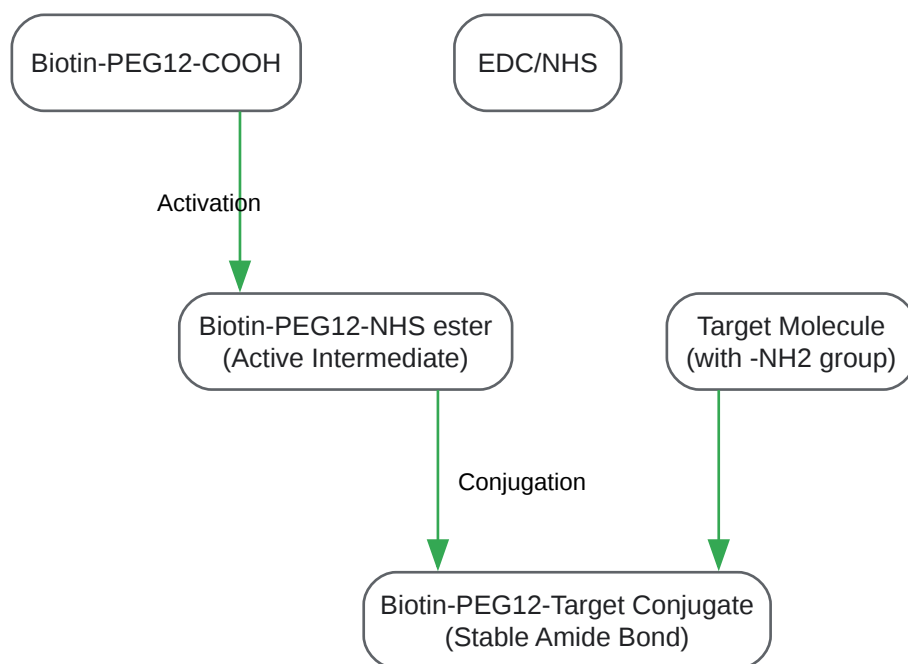 Biotin-PEG12-COOH
EDC/NHS
Activation
Biotin-PEG12-NHS ester
(Active Intermediate)
Target Molecule
(with -NH2 group)
Conjugation
Biotin-PEG12-Target Conjugate
(Stable Amide Bond)